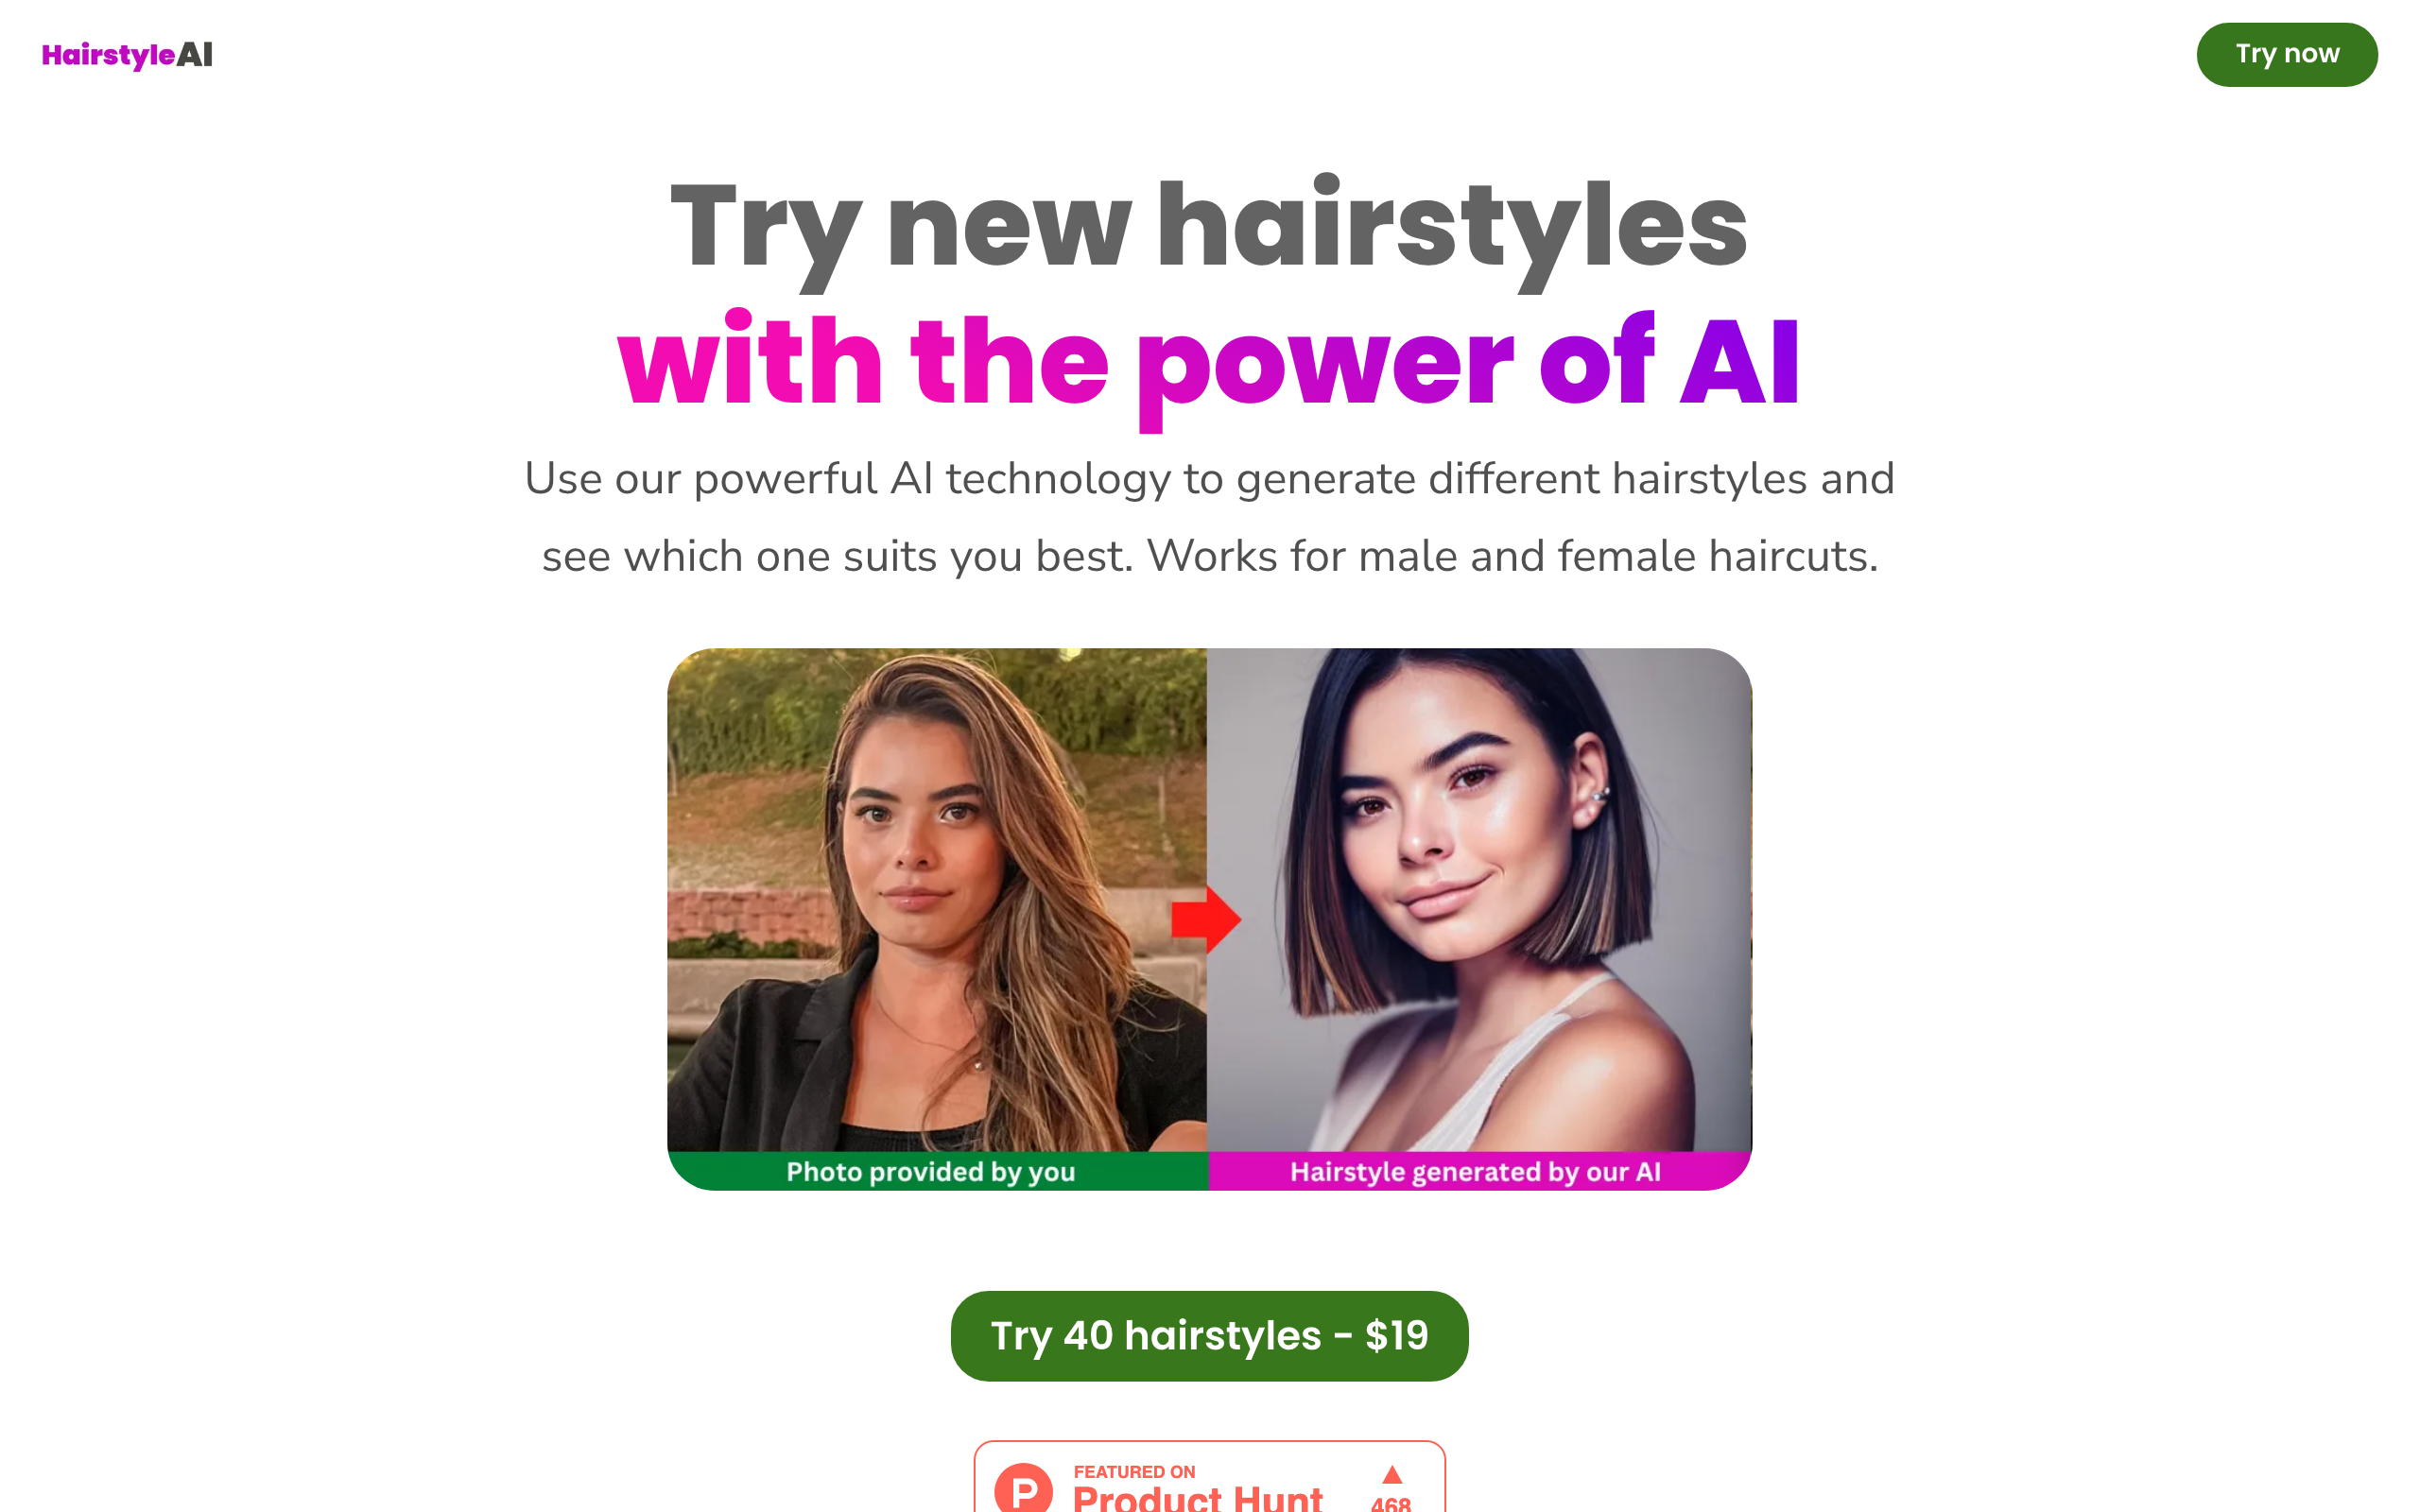 HairstyleAI
Try now
Try new hairstyles
with the power of AI
Use our powerful AI technology to generate different hairstyles and
see which one suits you best. Works for male and female haircuts.
Photo provided by you
Hairstyle generated by our AI
Try 40 hairstyles - $19
FEATURED ON
Product Hunt
468